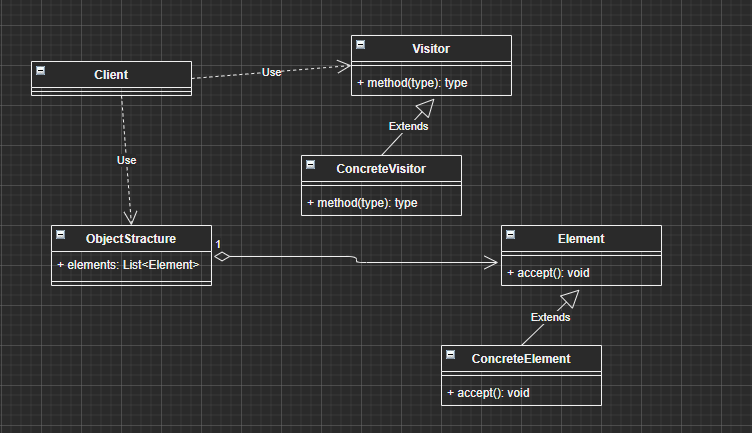 Client
Use
Visitor
+ method(type): type
Extends
ConcreteVisitor
+ method(type): type
Use
ObjectStracture
+ elements: List<Element>
1
Element
+ accept(): void
Extends
ConcreteElement
+ accept(): void